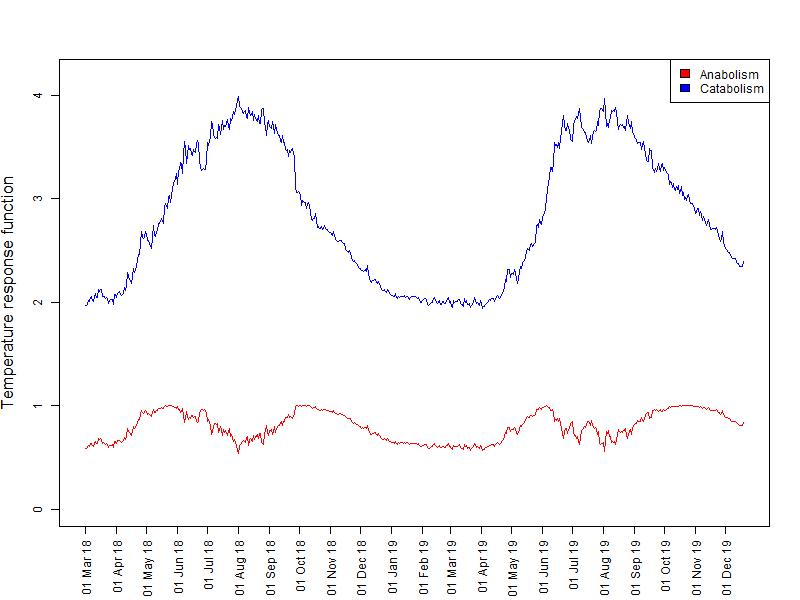 Anabolism
Catabolism
Temperature response function
4
3
2
1
0
01 Mar 18
01 Apr 18
01 May 18
01 Jun 18
01 Jul 18
01 Aug 18
01 Sep 18
01 Oct 18
01 Nov 18
01 Dec 18
01 Jan 19
01 Feb 19
01 Mar 19
01 Apr 19
01 May 19
01 Jun 19
01 Jul 19
01 Aug 19
01 Sep 19
01 Oct 19
01 Nov 19
01 Dec 19